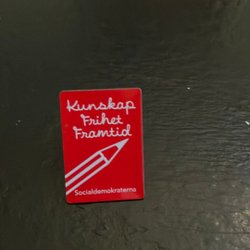 Kunskap
Frihet
Framtid
Socialdemokraterna